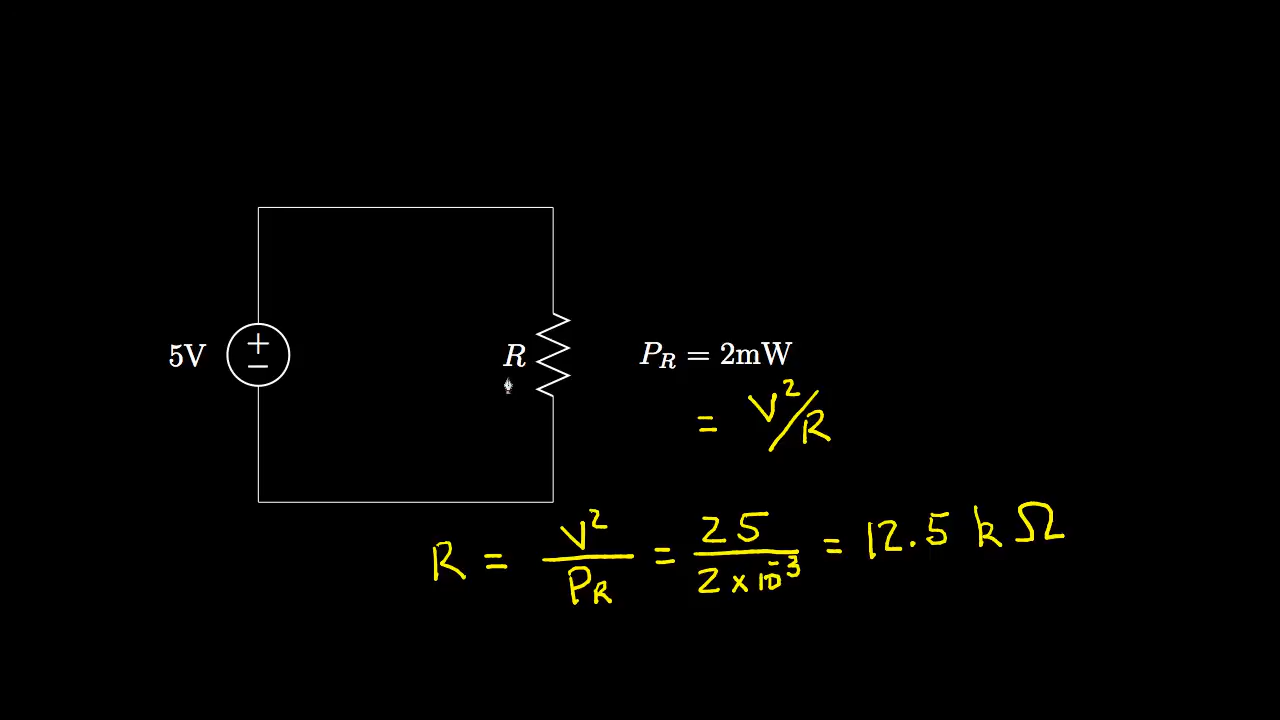 5V
+
−
R
P_R = 2mW
= V²/R
R = V²/P_R = 25/2×10⁻³ = 12.5 kΩ